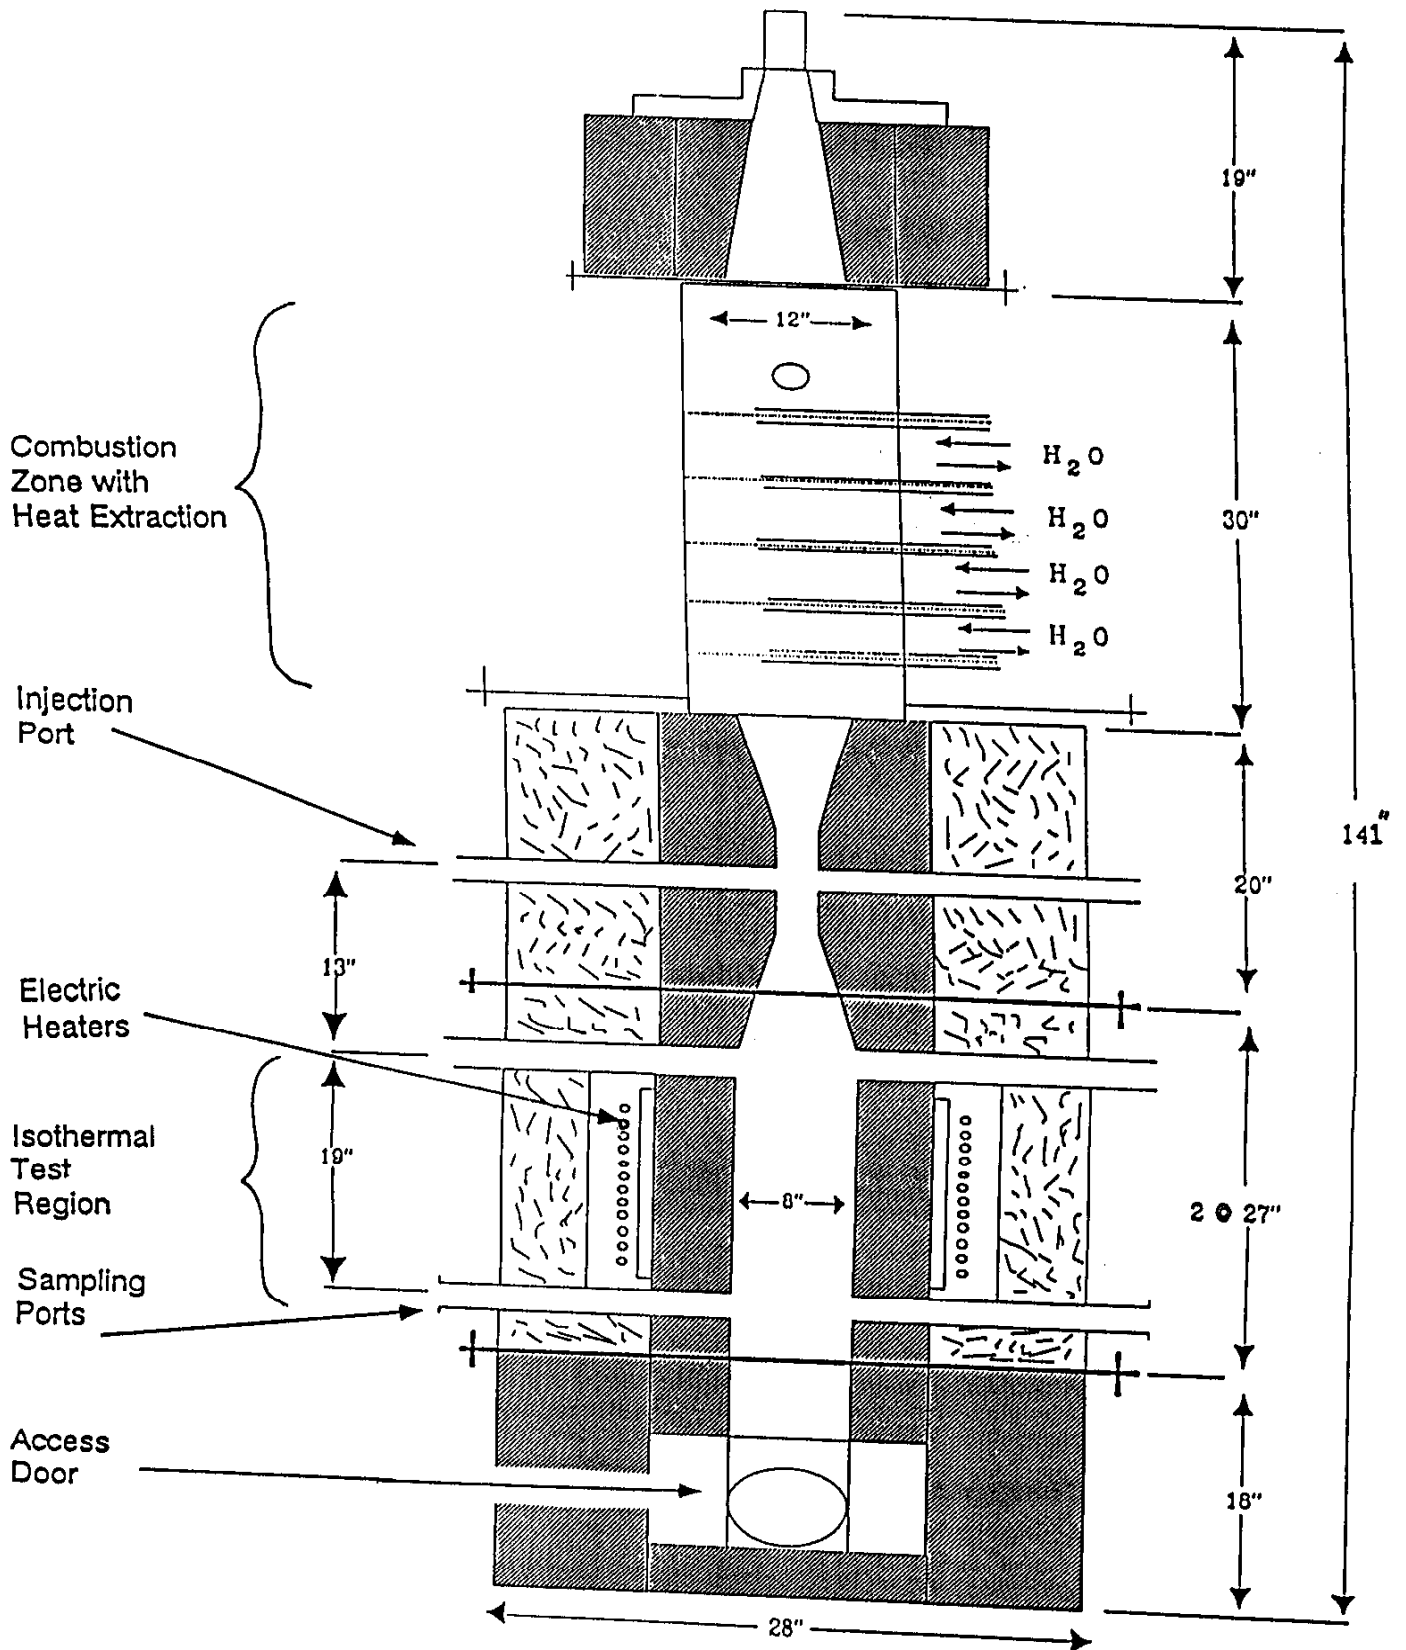 19"
12"
Combustion
Zone with
Heat Extraction
H2O
H2O
30"
H2O
H2O
Injection
Port
141"
20"
13"
Electric
Heaters
Isothermal
Test
Region
19"
8"
2 @ 27"
Sampling
Ports
Access
Door
18"
28"